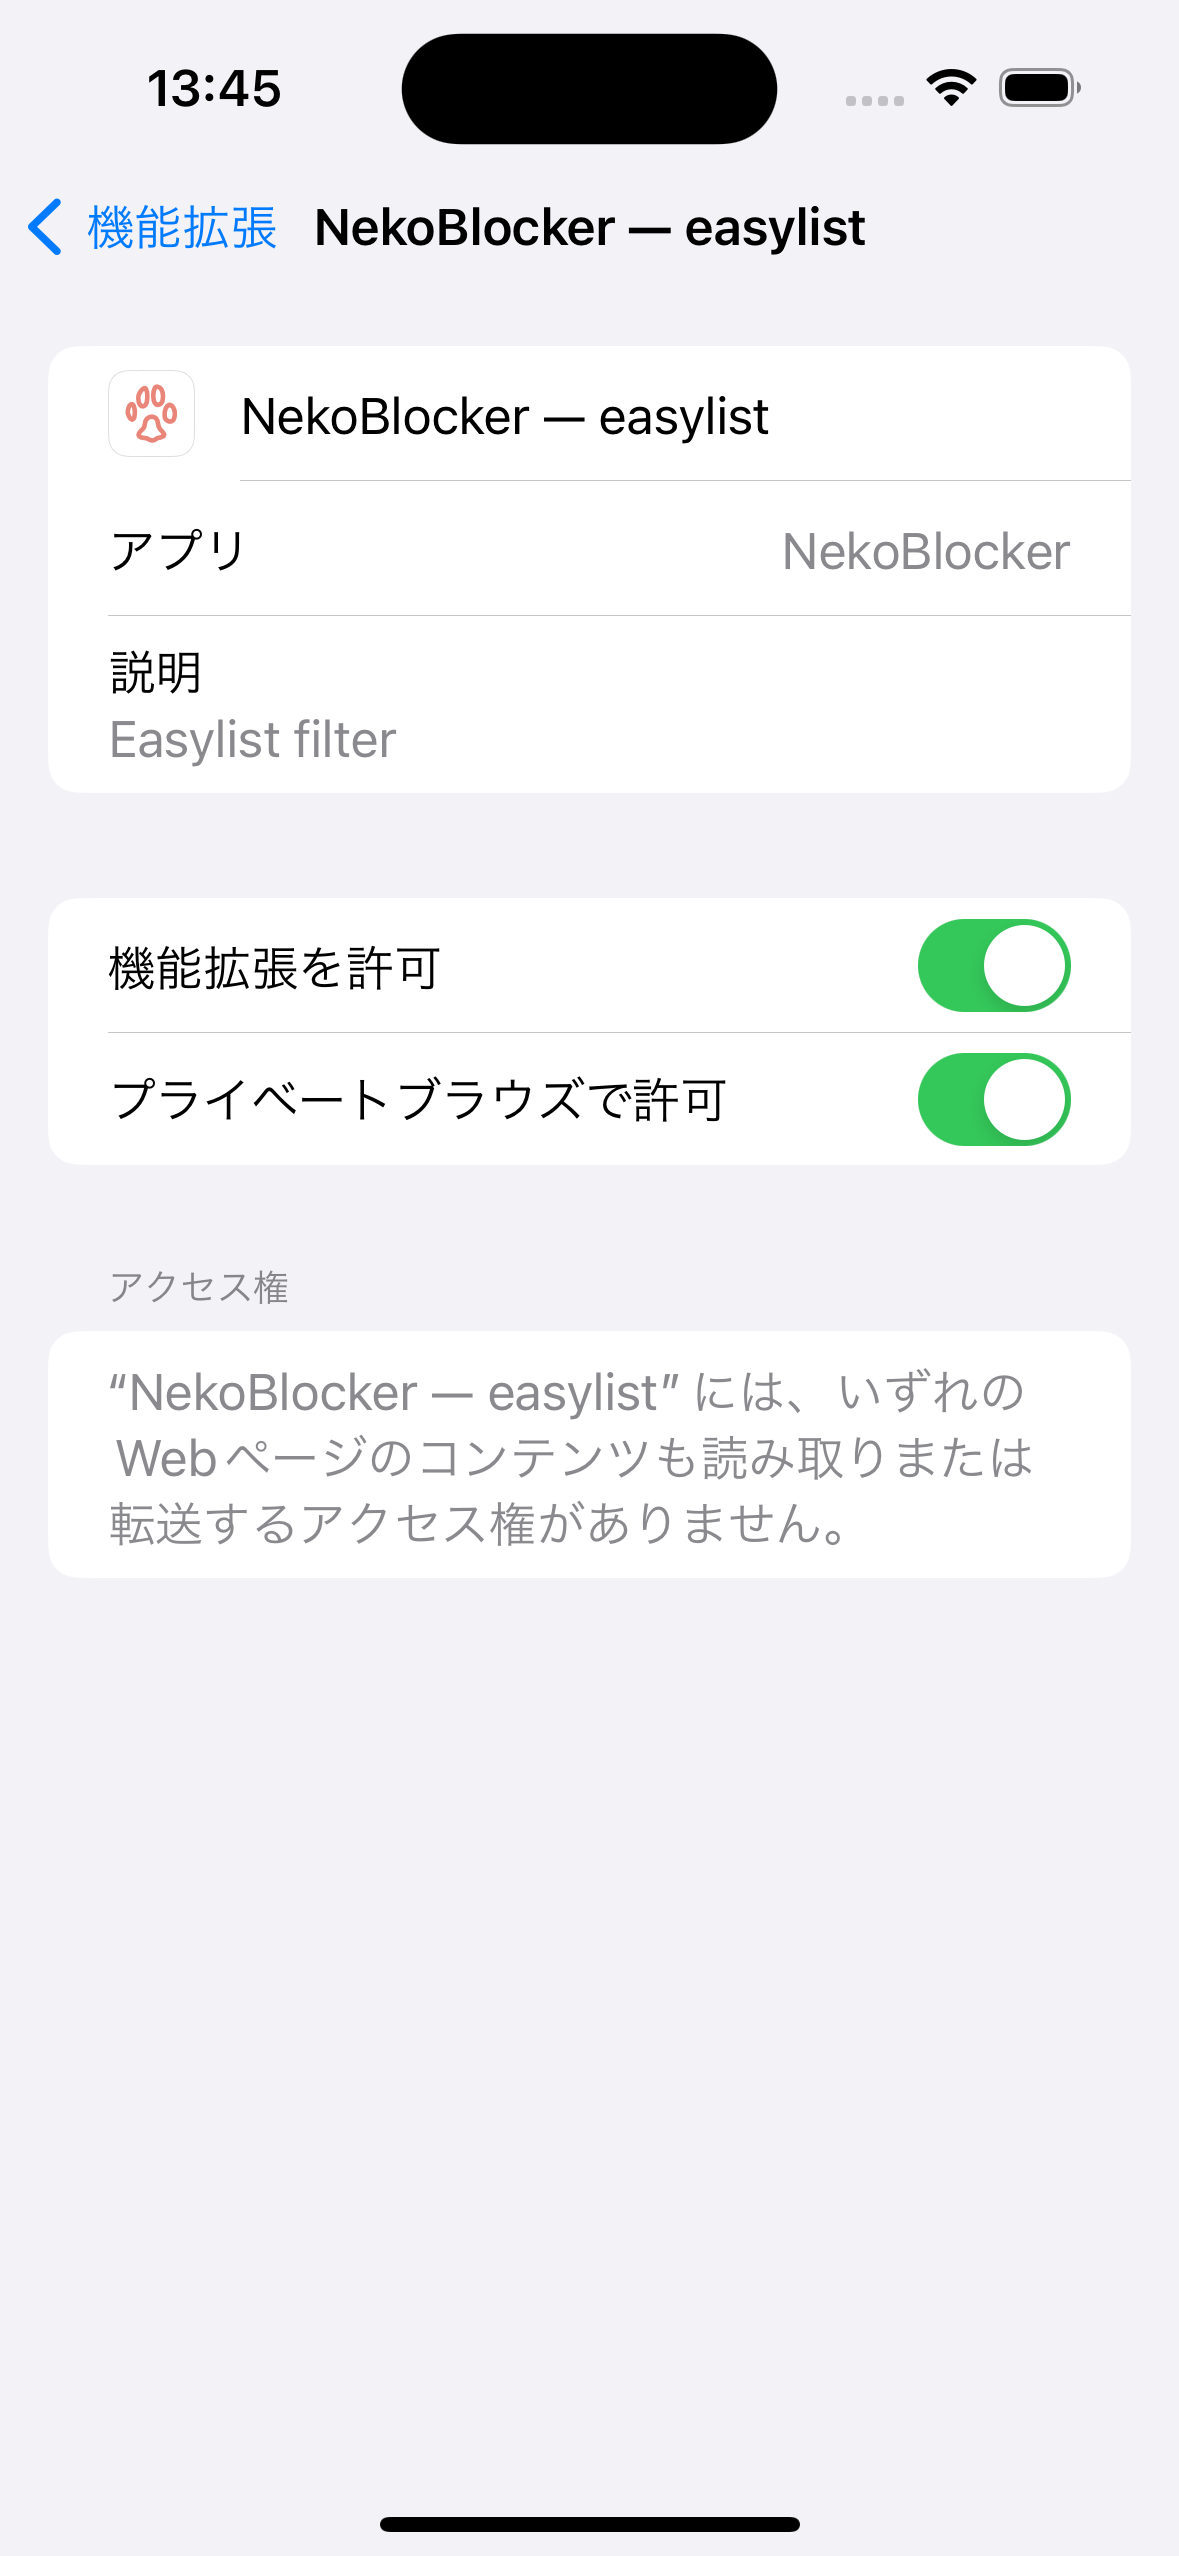 13:45
機能拡張 NekoBlocker — easylist
NekoBlocker — easylist
アプリ NekoBlocker
説明
Easylist filter
機能拡張を許可
プライベートブラウズで許可
アクセス権
“NekoBlocker — easylist” には、いずれの
Webページのコンテンツも読み取りまたは
転送するアクセス権がありません。